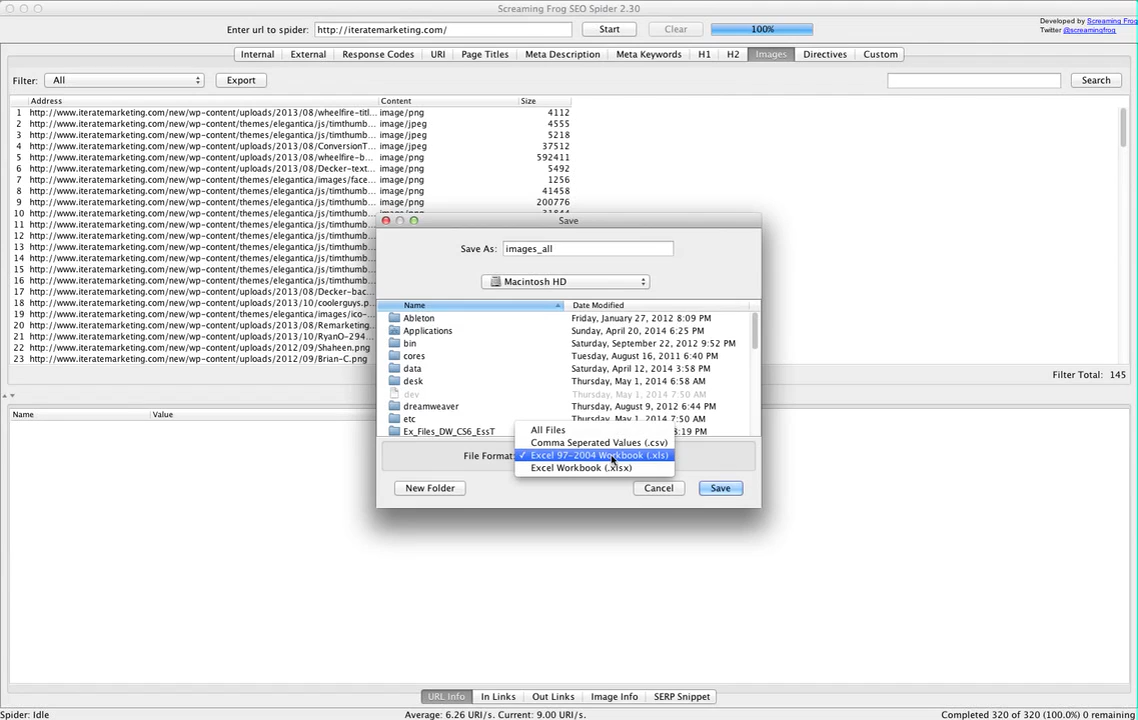 Screaming Frog SEO Spider 2.30
Enter url to spider: http://iteratemarketing.com/ Start Clear 100%
Developed by Screaming Frog
Twitter @screamingfrog
Internal External Response Codes URI Page Titles Meta Description Meta Keywords H1 H2 Images Directives Custom
Filter: All Export Search
Address Content Size
1 http://www.iteratemarketing.com/new/wp-content/uploads/2013/08/wheelfire-titl... image/png 4112
2 http://www.iteratemarketing.com/new/wp-content/themes/elegantica/js/timthumb... image/jpeg 4555
3 http://www.iteratemarketing.com/new/wp-content/themes/elegantica/js/timthumb... image/jpeg 5218
4 http://www.iteratemarketing.com/new/wp-content/uploads/2013/08/ConversionT... image/jpeg 37512
5 http://www.iteratemarketing.com/new/wp-content/uploads/2013/08/wheelfire-b... image/png 592411
6 http://www.iteratemarketing.com/new/wp-content/uploads/2013/08/Decker-text... image/png 5492
7 http://www.iteratemarketing.com/new/wp-content/themes/elegantica/images/face... image/png 1256
8 http://www.iteratemarketing.com/new/wp-content/themes/elegantica/js/timthumb... image/png 41458
9 http://www.iteratemarketing.com/new/wp-content/themes/elegantica/js/timthumb... image/png 200776
10 http://www.iteratemarketing.com/new/wp-content/themes/elegantica/js/timthumb...
11 http://www.iteratemarketing.com/new/wp-content/themes/elegantica/js/timthumb...
12 http://www.iteratemarketing.com/new/wp-content/themes/elegantica/js/timthumb...
13 http://www.iteratemarketing.com/new/wp-content/themes/elegantica/js/timthumb...
14 http://www.iteratemarketing.com/new/wp-content/themes/elegantica/js/timthumb...
15 http://www.iteratemarketing.com/new/wp-content/themes/elegantica/js/timthumb...
16 http://www.iteratemarketing.com/new/wp-content/themes/elegantica/js/timthumb...
17 http://www.iteratemarketing.com/new/wp-content/uploads/2013/08/Decker-bac...
18 http://www.iteratemarketing.com/new/wp-content/uploads/2013/10/coolerguys.p...
19 http://www.iteratemarketing.com/new/wp-content/themes/elegantica/images/ico-...
20 http://www.iteratemarketing.com/new/wp-content/uploads/2013/08/Remarketing...
21 http://www.iteratemarketing.com/new/wp-content/uploads/2013/10/RyanO-294...
22 http://www.iteratemarketing.com/new/wp-content/uploads/2012/09/Shaheen.png
23 http://www.iteratemarketing.com/new/wp-content/uploads/2012/09/Brian-C.png
Filter Total: 145
Save
Save As: images_all
Macintosh HD
Name Date Modified
Ableton Friday, January 27, 2012 8:09 PM
Applications Sunday, April 20, 2014 6:25 PM
bin Saturday, September 22, 2012 9:52 PM
cores Tuesday, August 16, 2011 6:40 PM
data Saturday, April 12, 2014 3:58 PM
desk Thursday, May 1, 2014 6:58 AM
dev Thursday, May 1, 2014 7:50 AM
dreamweaver Thursday, August 9, 2012 6:44 PM
etc Thursday, May 1, 2014 7:50 AM
Ex_Files_DW_CS6_EssT 8:19 PM
File Format:
All Files
Comma Seperated Values (.csv)
✓ Excel 97-2004 Workbook (.xls)
Excel Workbook (.xlsx)
New Folder Cancel Save
Name Value
URL Info In Links Out Links Image Info SERP Snippet
Spider: Idle Average: 6.26 URI/s. Current: 9.00 URI/s. Completed 320 of 320 (100.0%) 0 remaining